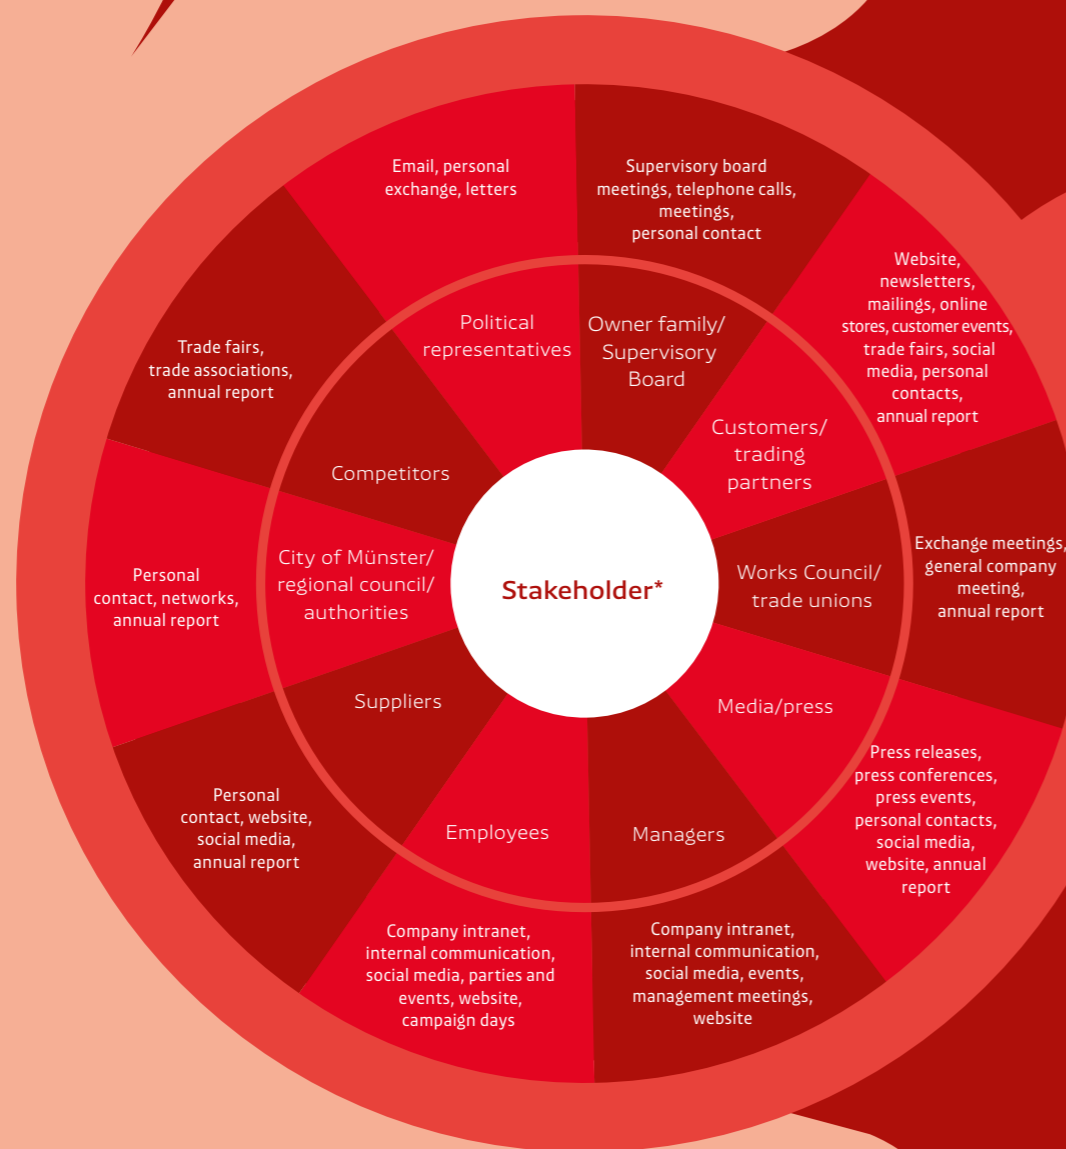 Stakeholder*
Owner family/
Supervisory
Board
Supervisory board
meetings, telephone calls,
meetings,
personal contact
Customers/
trading
partners
Website,
newsletters,
mailings, online
stores, customer events,
trade fairs, social
media, personal
contacts,
annual report
Works Council/
trade unions
Exchange meetings,
general company
meeting,
annual report
Media/press
Press releases,
press conferences,
press events,
personal contacts,
social media,
website, annual
report
Managers
Company intranet,
internal communication,
social media, events,
management meetings,
website
Employees
Company intranet,
internal communication,
social media, parties and
events, website,
campaign days
Suppliers
Personal
contact, website,
social media,
annual report
City of Münster/
regional council/
authorities
Personal
contact, networks,
annual report
Competitors
Trade fairs,
trade associations,
annual report
Political
representatives
Email, personal
exchange, letters